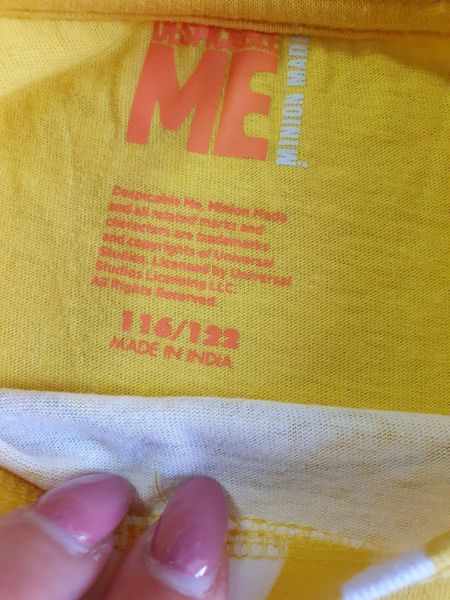 DESPICABLE
ME
MINION MADE
Despicable Me, Minion Made
and all related marks and
characters are trademarks
and copyrights of Universal
Studios. Licensed by Universal
Studios Licensing LLC.
All Rights Reserved.
116/122
MADE IN INDIA